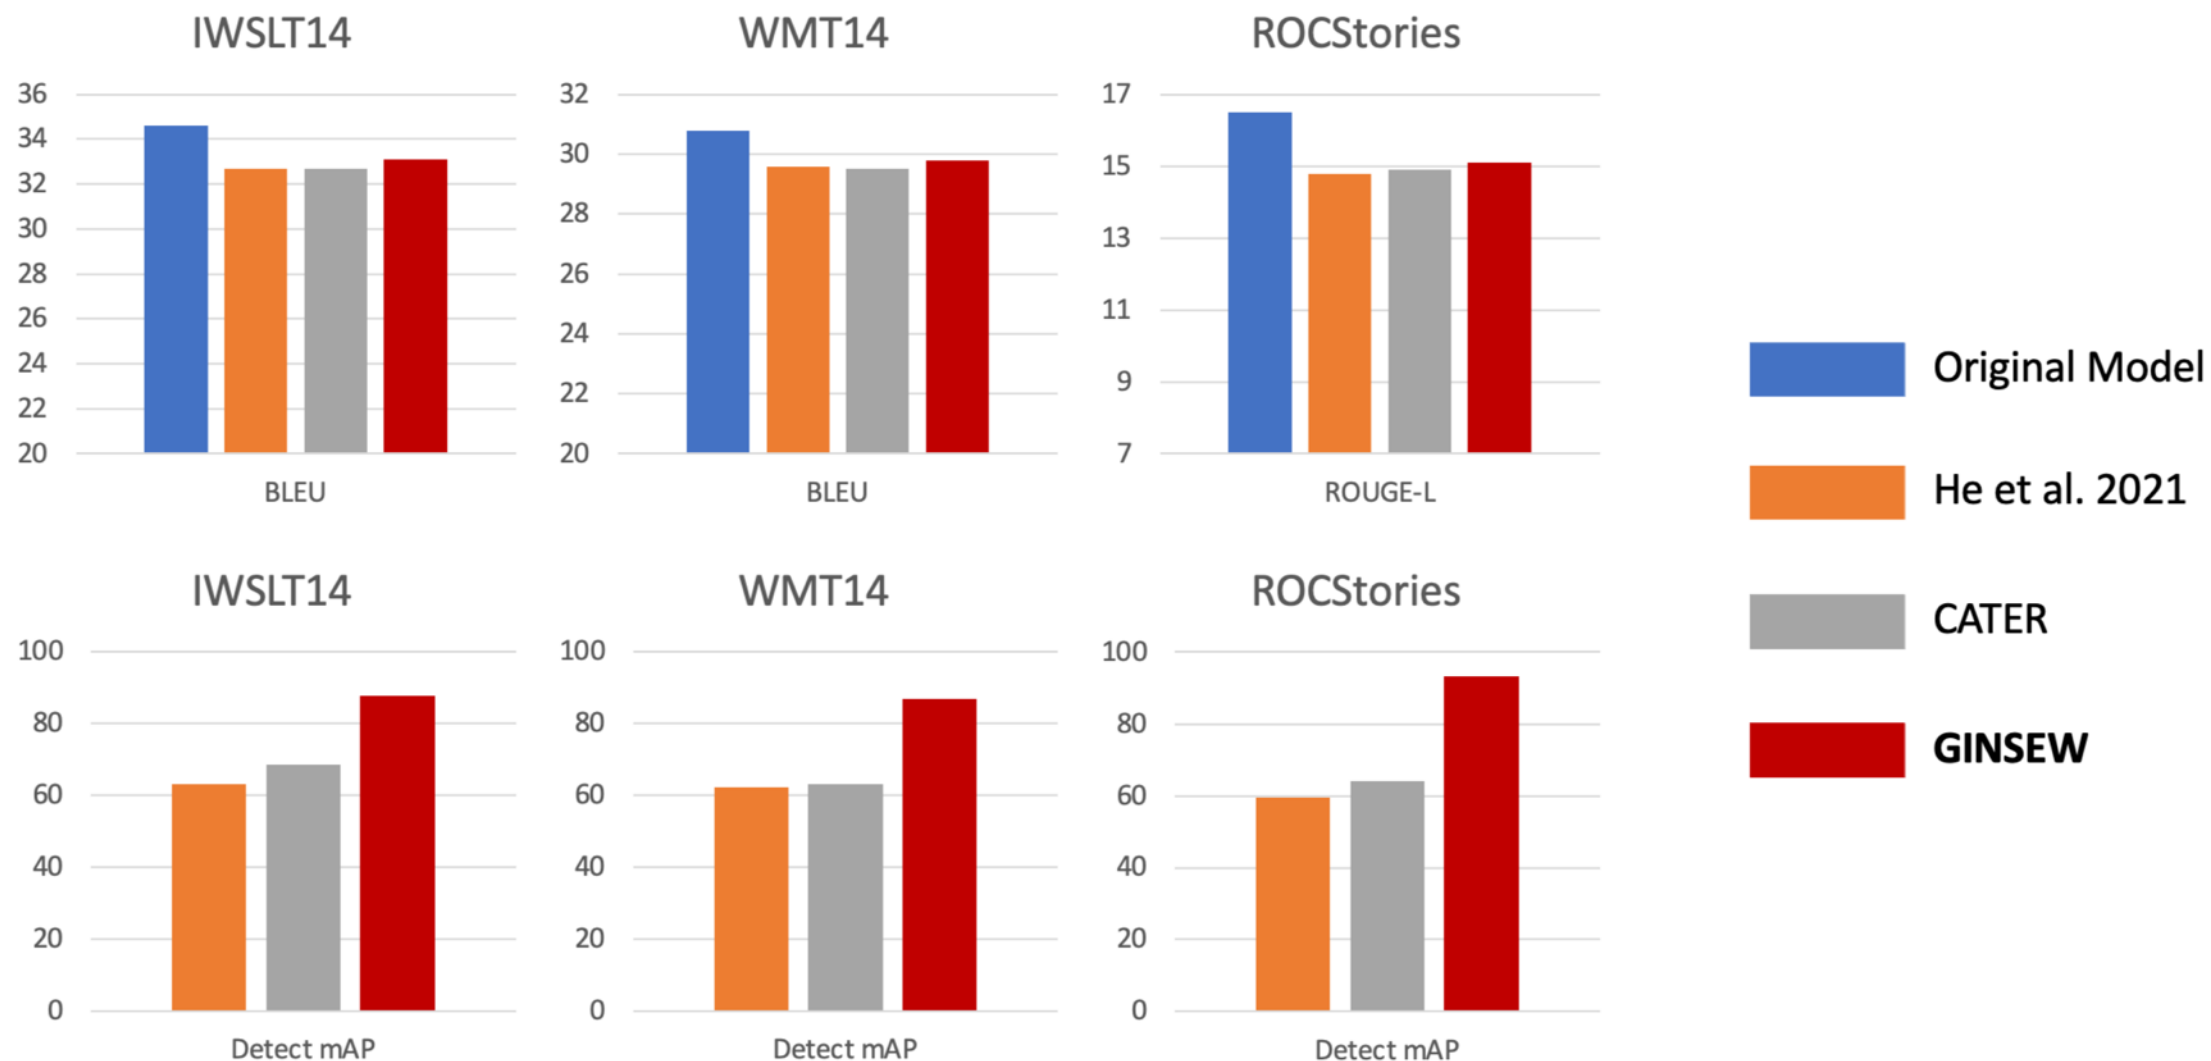 IWSLT14
36
34
32
30
28
26
24
22
20
BLEU
WMT14
32
30
28
26
24
22
20
BLEU
ROCStories
17
15
13
11
9
7
ROUGE-L
IWSLT14
100
80
60
40
20
0
Detect mAP
WMT14
100
80
60
40
20
0
Detect mAP
ROCStories
100
80
60
40
20
0
Detect mAP
Original Model
He et al. 2021
CATER
GINSEW